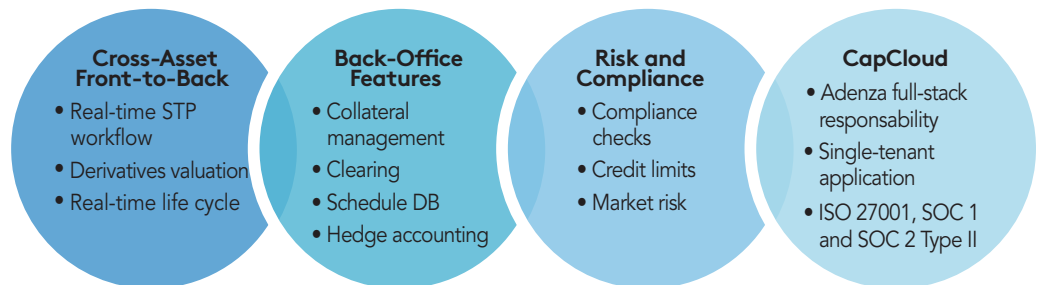 Cross-Asset
Front-to-Back
• Real-time STP
workflow
• Derivatives valuation
• Real-time life cycle
Back-Office
Features
• Collateral
management
• Clearing
• Schedule DB
• Hedge accounting
Risk and
Compliance
• Compliance
checks
• Credit limits
• Market risk
CapCloud
• Adenza full-stack
responsability
• Single-tenant
application
• ISO 27001, SOC 1
and SOC 2 Type II